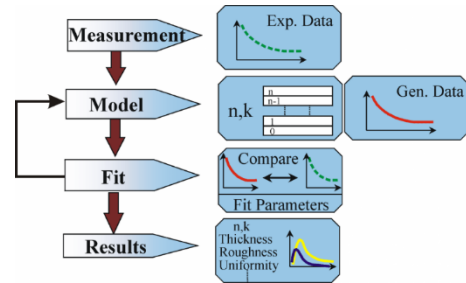 Measurement
Exp. Data
Model
n,k
n
n-1
1
0
Gen. Data
Fit
Compare
Fit Parameters
Results
n,k
Thickness
Roughness
Uniformity